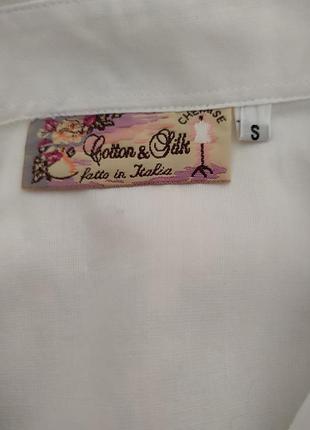 CHEMISE
Cotton & Silk
fatto in Italia
S